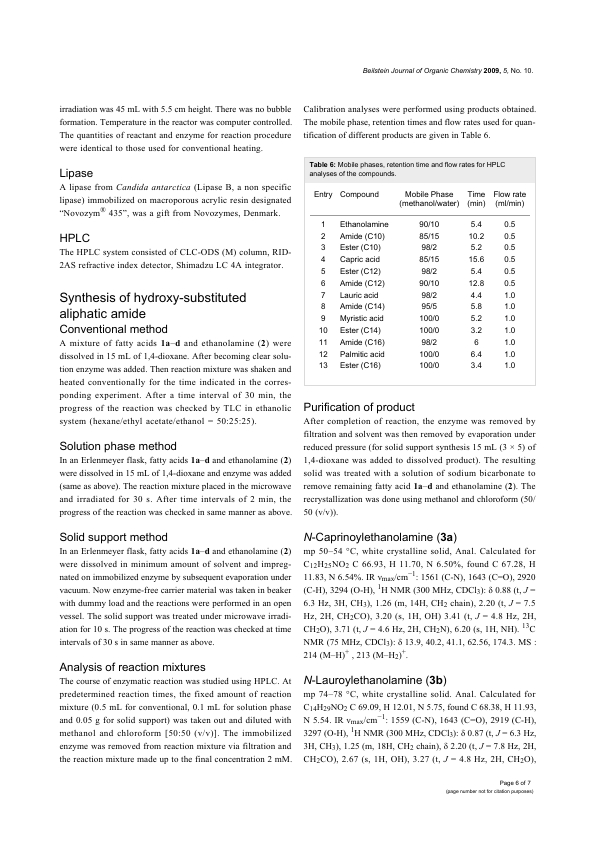 Beilstein Journal of Organic Chemistry 2009, 5, No. 10.
irradiation was 45 mL with 5.5 cm height. There was no bubble
formation. Temperature in the reactor was computer controlled.
The quantities of reactant and enzyme for reaction procedure
were identical to those used for conventional heating.
Lipase
A lipase from Candida antarctica (Lipase B, a non specific
lipase) immobilized on macroporous acrylic resin designated
“Novozym® 435”, was a gift from Novozymes, Denmark.
HPLC
The HPLC system consisted of CLC-ODS (M) column, RID-
2AS refractive index detector, Shimadzu LC 4A integrator.
Synthesis of hydroxy-substituted
aliphatic amide
Conventional method
A mixture of fatty acids 1a–d and ethanolamine (2) were
dissolved in 15 mL of 1,4-dioxane. After becoming clear solu-
tion enzyme was added. Then reaction mixture was shaken and
heated conventionally for the time indicated in the corres-
ponding experiment. After a time interval of 30 min, the
progress of the reaction was checked by TLC in ethanolic
system (hexane/ethyl acetate/ethanol = 50:25:25).
Solution phase method
In an Erlenmeyer flask, fatty acids 1a–d and ethanolamine (2)
were dissolved in 15 mL of 1,4-dioxane and enzyme was added
(same as above). The reaction mixture placed in the microwave
and irradiated for 30 s. After time intervals of 2 min, the
progress of the reaction was checked in same manner as above.
Solid support method
In an Erlenmeyer flask, fatty acids 1a–d and ethanolamine (2)
were dissolved in minimum amount of solvent and impreg-
nated on immobilized enzyme by subsequent evaporation under
vacuum. Now enzyme-free carrier material was taken in beaker
with dummy load and the reactions were performed in an open
vessel. The solid support was treated under microwave irradi-
ation for 10 s. The progress of the reaction was checked at time
intervals of 30 s in same manner as above.
Analysis of reaction mixtures
The course of enzymatic reaction was studied using HPLC. At
predetermined reaction times, the fixed amount of reaction
mixture (0.5 mL for conventional, 0.1 mL for solution phase
and 0.05 g for solid support) was taken out and diluted with
methanol and chloroform [50:50 (v/v)]. The immobilized
enzyme was removed from reaction mixture via filtration and
the reaction mixture made up to the final concentration 2 mM.
Calibration analyses were performed using products obtained.
The mobile phase, retention times and flow rates used for quan-
tification of different products are given in Table 6.
Table 6: Mobile phases, retention time and flow rates for HPLC
analyses of the compounds.
Entry Compound Mobile Phase Time Flow rate
(methanol/water) (min) (ml/min)
1 Ethanolamine 90/10 5.4 0.5
2 Amide (C10) 85/15 10.2 0.5
3 Ester (C10) 98/2 5.2 0.5
4 Capric acid 85/15 15.6 0.5
5 Ester (C12) 98/2 5.4 0.5
6 Amide (C12) 90/10 12.8 0.5
7 Lauric acid 98/2 4.4 1.0
8 Amide (C14) 95/5 5.8 1.0
9 Myristic acid 100/0 5.2 1.0
10 Ester (C14) 100/0 3.2 1.0
11 Amide (C16) 98/2 6 1.0
12 Palmitic acid 100/0 6.4 1.0
13 Ester (C16) 100/0 3.4 1.0
Purification of product
After completion of reaction, the enzyme was removed by
filtration and solvent was then removed by evaporation under
reduced pressure (for solid support synthesis 15 mL (3 × 5) of
1,4-dioxane was added to dissolved product). The resulting
solid was treated with a solution of sodium bicarbonate to
remove remaining fatty acid 1a–d and ethanolamine (2). The
recrystallization was done using methanol and chloroform (50/
50 (v/v)).
N-Caprinoylethanolamine (3a)
mp 50–54 °C, white crystalline solid, Anal. Calculated for
C12H25NO2 C 66.93, H 11.70, N 6.50%, found C 67.28, H
11.83, N 6.54%. IR νmax/cm−1: 1561 (C-N), 1643 (C=O), 2920
(C-H), 3294 (O-H), 1H NMR (300 MHz, CDCl3): δ 0.88 (t, J =
6.3 Hz, 3H, CH3), 1.26 (m, 14H, CH2 chain), 2.20 (t, J = 7.5
Hz, 2H, CH2CO), 3.20 (s, 1H, OH) 3.41 (t, J = 4.8 Hz, 2H,
CH2O), 3.71 (t, J = 4.6 Hz, 2H, CH2N), 6.20 (s, 1H, NH). 13C
NMR (75 MHz, CDCl3): δ 13.9, 40.2, 41.1, 62.56, 174.3. MS :
214 (M–H)+ , 213 (M–H2)+.
N-Lauroylethanolamine (3b)
mp 74–78 °C, white crystalline solid. Anal. Calculated for
C14H29NO2 C 69.09, H 12.01, N 5.75, found C 68.38, H 11.93,
N 5.54. IR νmax/cm−1: 1559 (C-N), 1643 (C=O), 2919 (C-H),
3297 (O-H), 1H NMR (300 MHz, CDCl3): δ 0.87 (t, J = 6.3 Hz,
3H, CH3), 1.25 (m, 18H, CH2 chain), δ 2.20 (t, J = 7.8 Hz, 2H,
CH2CO), 2.67 (s, 1H, OH), 3.27 (t, J = 4.8 Hz, 2H, CH2O),
Page 6 of 7
(page number not for citation purposes)